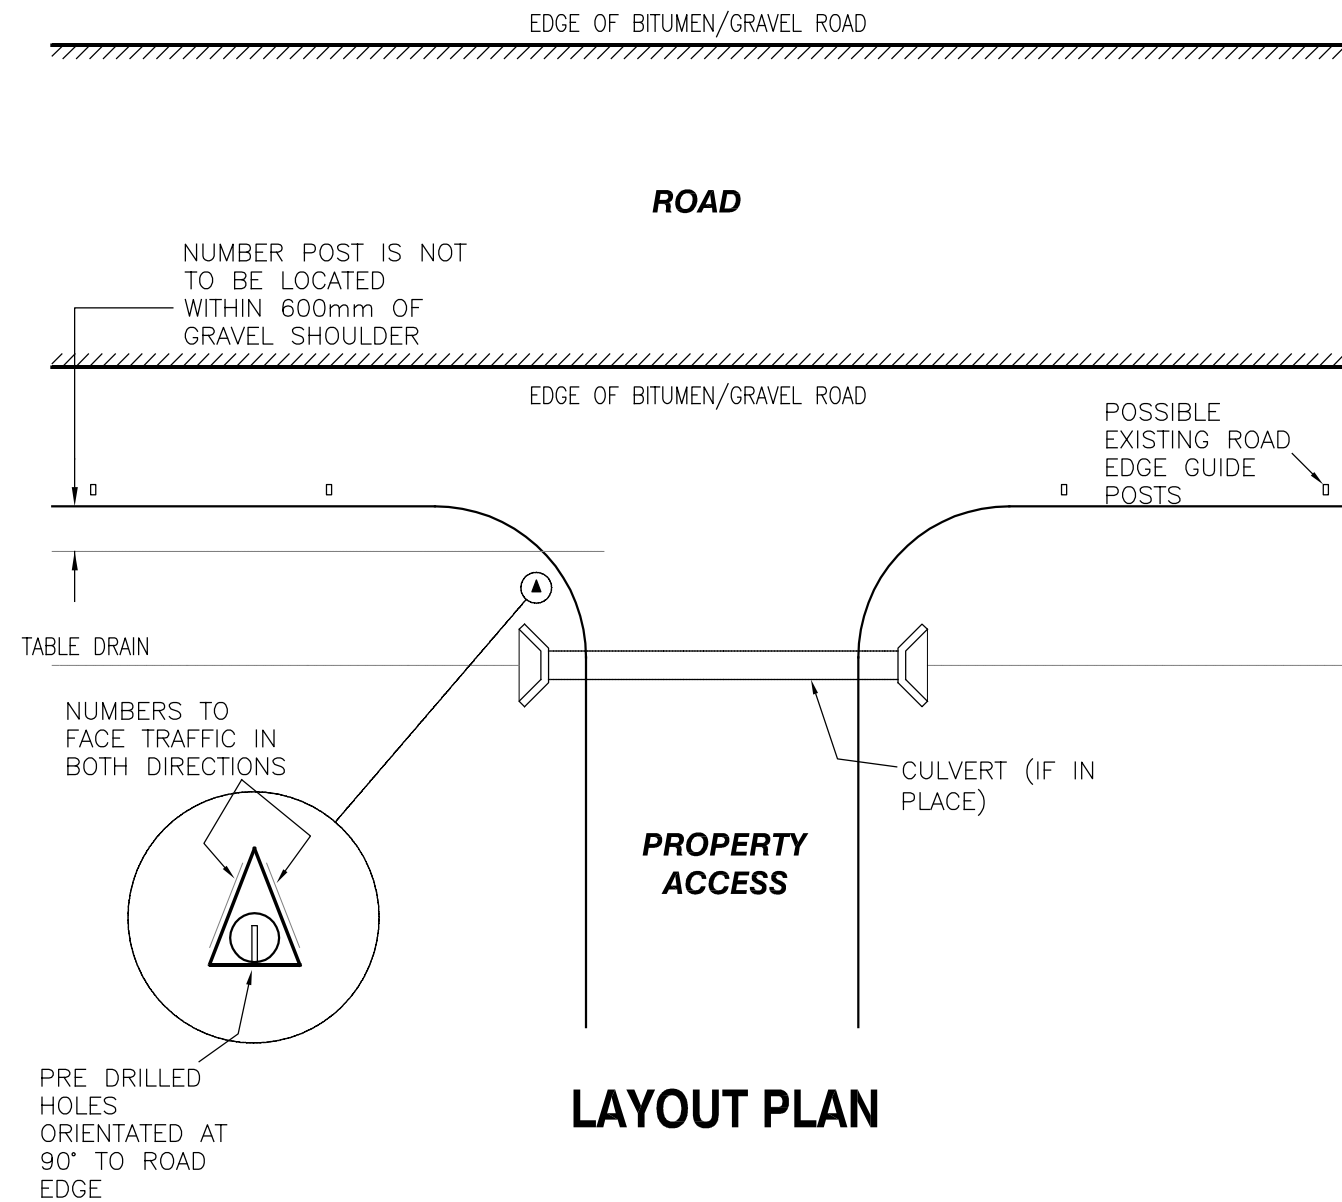 EDGE OF BITUMEN/GRAVEL ROAD
ROAD
NUMBER POST IS NOT
TO BE LOCATED
WITHIN 600mm OF
GRAVEL SHOULDER
EDGE OF BITUMEN/GRAVEL ROAD
POSSIBLE
EXISTING ROAD
EDGE GUIDE
POSTS
TABLE DRAIN
NUMBERS TO
FACE TRAFFIC IN
BOTH DIRECTIONS
CULVERT (IF IN
PLACE)
PROPERTY
ACCESS
PRE DRILLED
HOLES
ORIENTATED AT
90° TO ROAD
EDGE
LAYOUT PLAN